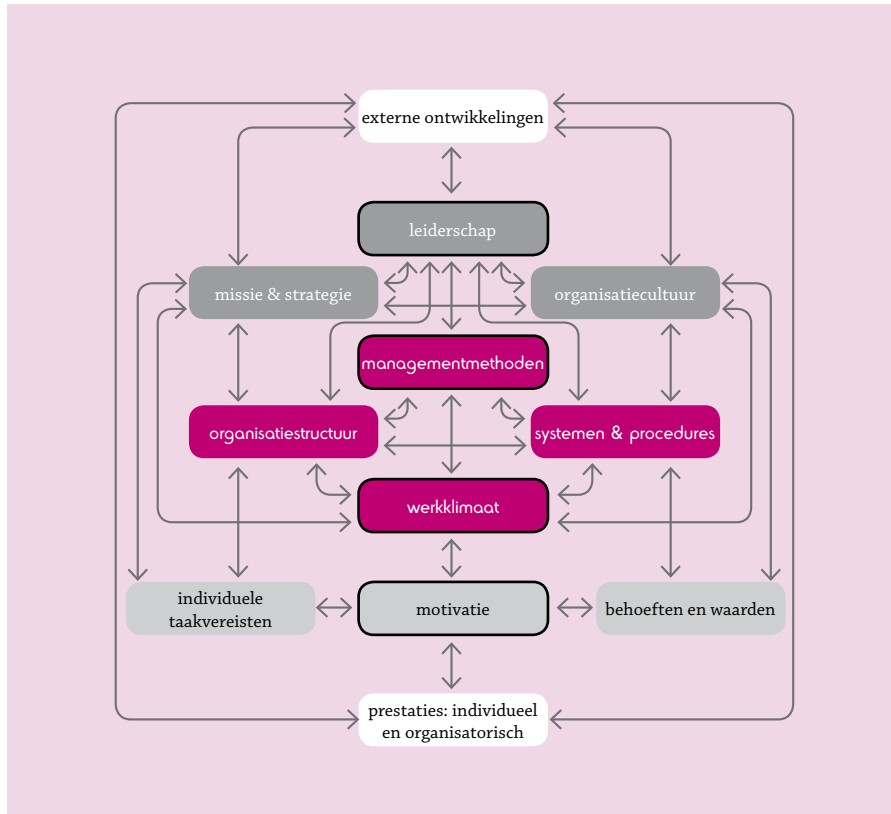 externe ontwikkelingen
leiderschap
missie & strategie
organisatiecultuur
managementmethoden
organisatiestructuur
systemen & procedures
werkklimaat
individuele
taakvereisten
motivatie
behoeften en waarden
prestaties: individueel
en organisatorisch